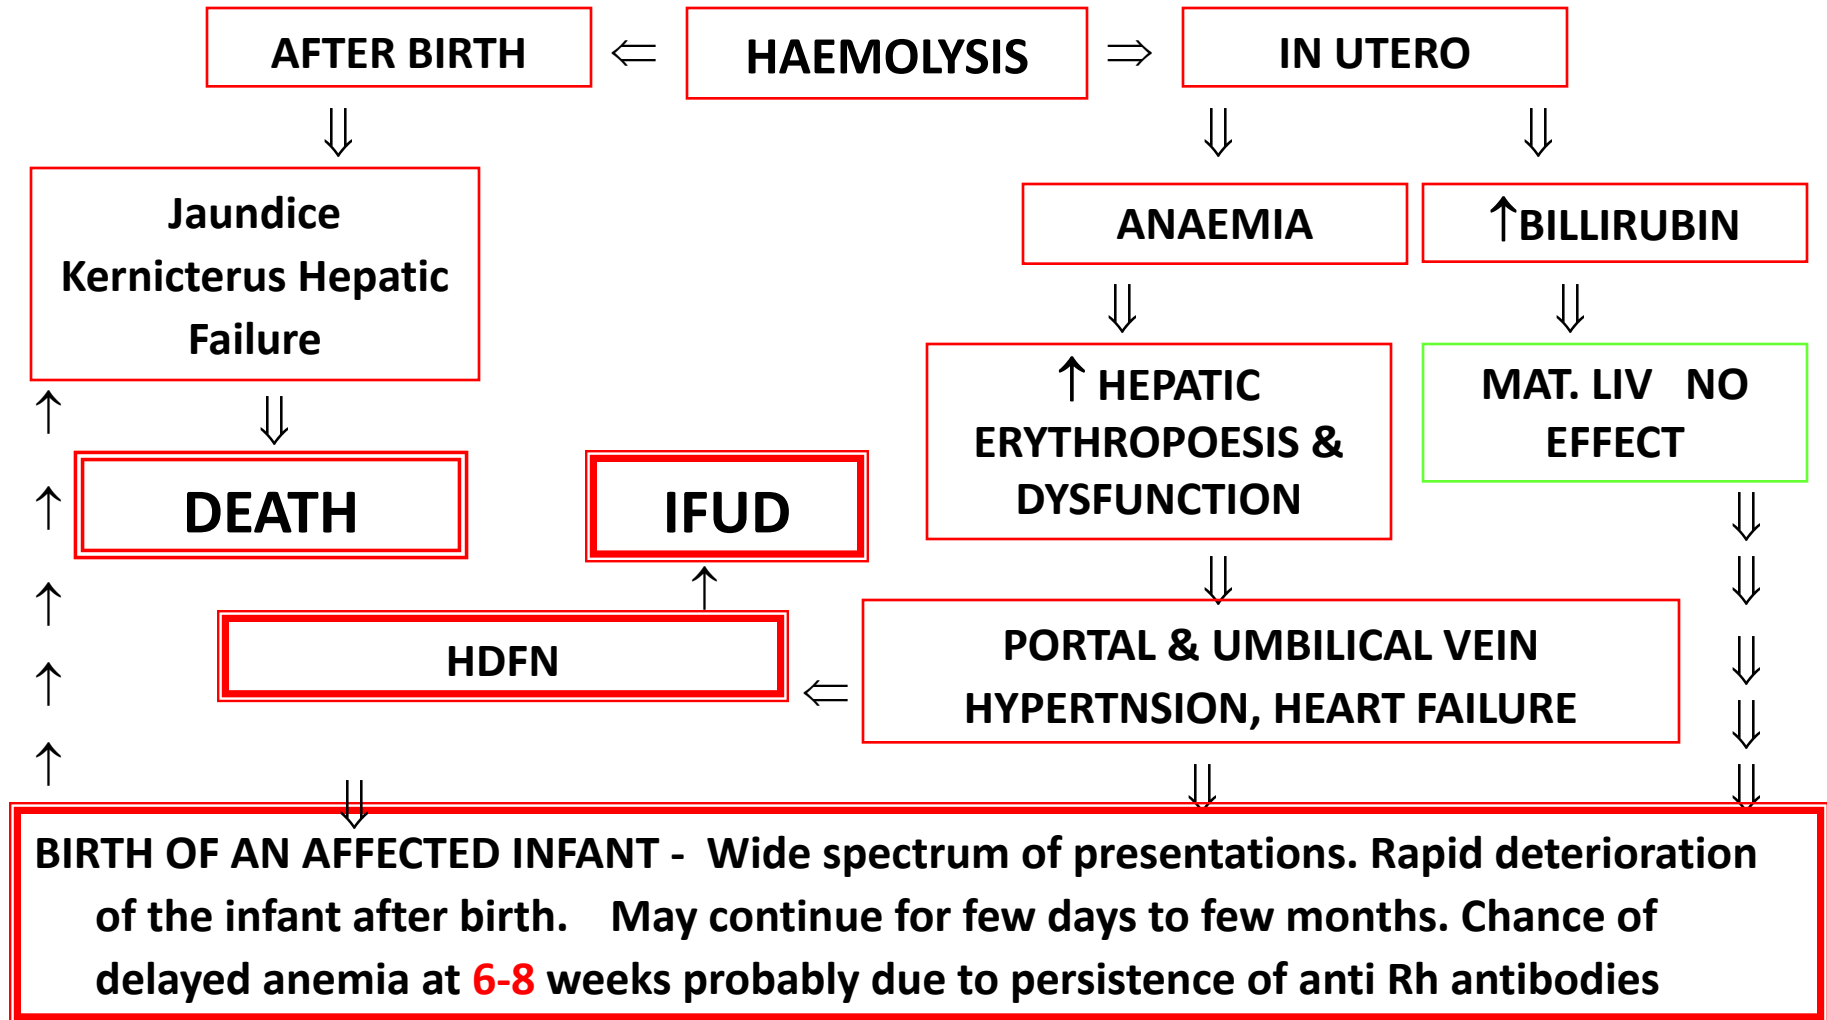 AFTER BIRTH ⇐ HAEMOLYSIS ⇒ IN UTERO
Jaundice
Kernicterus Hepatic
Failure
ANAEMIA
↑BILLIRUBIN
↑ HEPATIC
ERYTHROPOESIS &
DYSFUNCTION
MAT. LIV NO
EFFECT
DEATH
IFUD
HDFN
PORTAL & UMBILICAL VEIN
HYPERTNSION, HEART FAILURE
BIRTH OF AN AFFECTED INFANT - Wide spectrum of presentations. Rapid deterioration
of the infant after birth. May continue for few days to few months. Chance of
delayed anemia at 6-8 weeks probably due to persistence of anti Rh antibodies